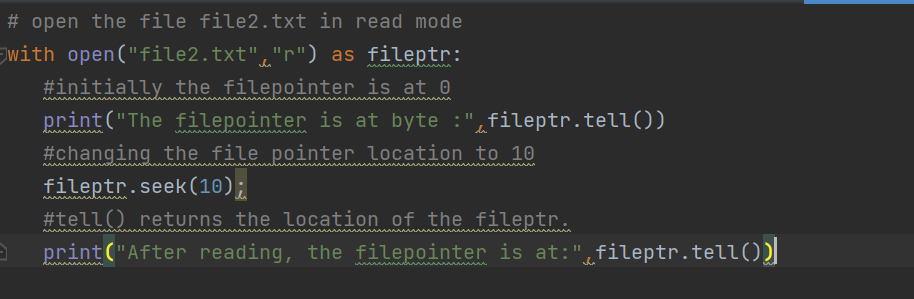 # open the file file2.txt in read mode
with open("file2.txt","r") as fileptr:
    #initially the filepointer is at 0
    print("The filepointer is at byte :",fileptr.tell())
    #changing the file pointer location to 10
    fileptr.seek(10);
    #tell() returns the location of the fileptr.
    print("After reading, the filepointer is at:",fileptr.tell())